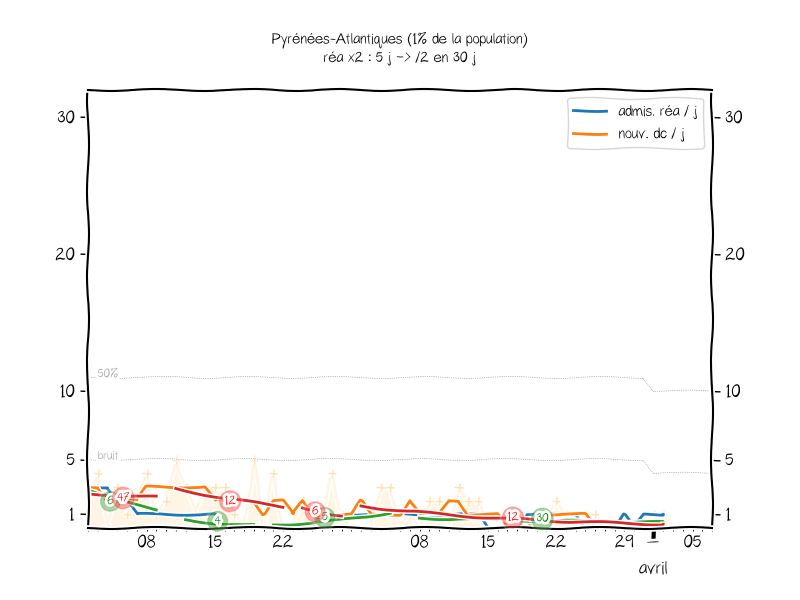 Pyrénées-Atlantiques (1% de la population)
réa x2 : 5 j -> /2 en 30 j
admis. réa / j
nouv. dc / j
30 30
20 20
50%
10 10
bruit
5 5
6 47 12 4 6 5 12 30
1 1
08 15 22 08 15 22 29 1 05
avril